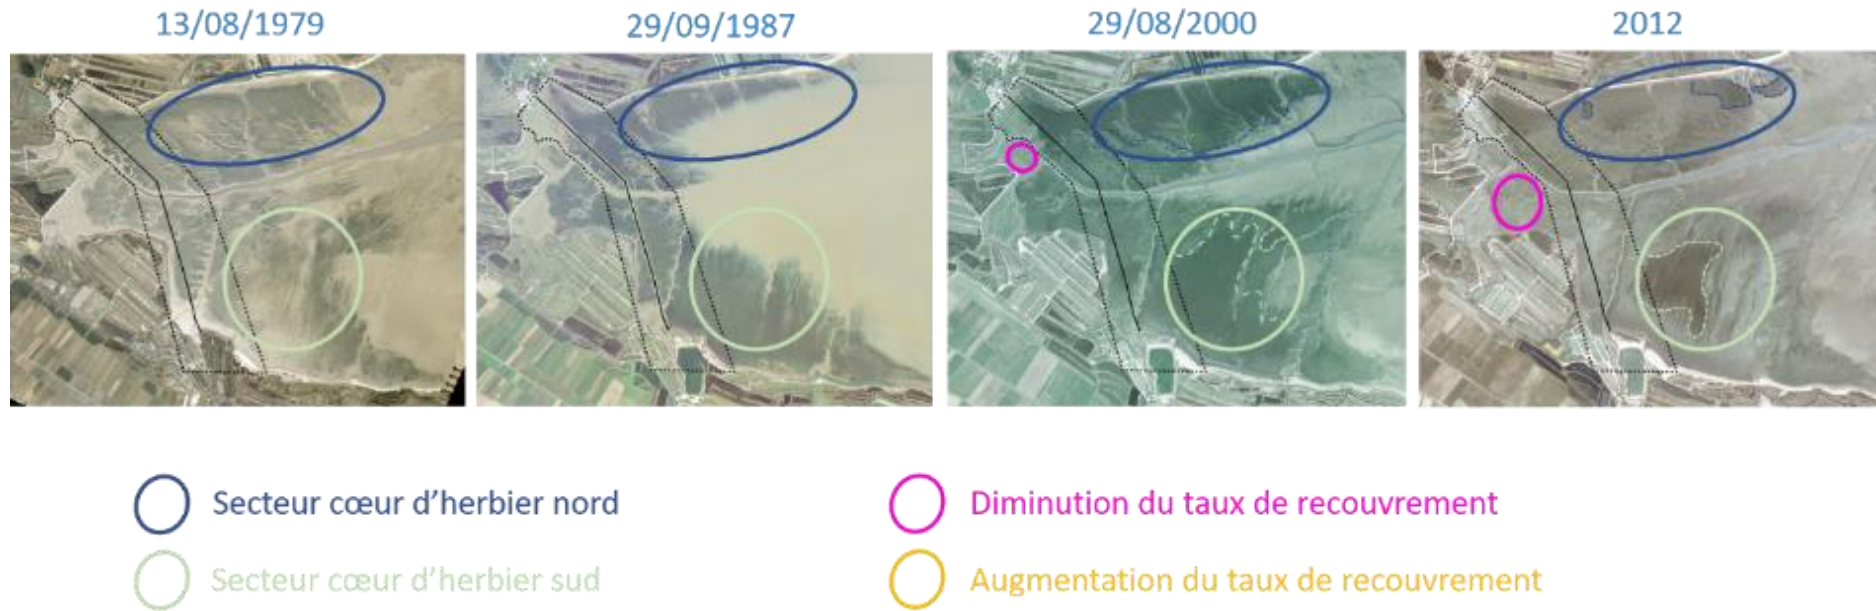 13/08/1979
29/09/1987
29/08/2000
2012
Secteur cœur d'herbier nord
Diminution du taux de recouvrement
Secteur cœur d'herbier sud
Augmentation du taux de recouvrement